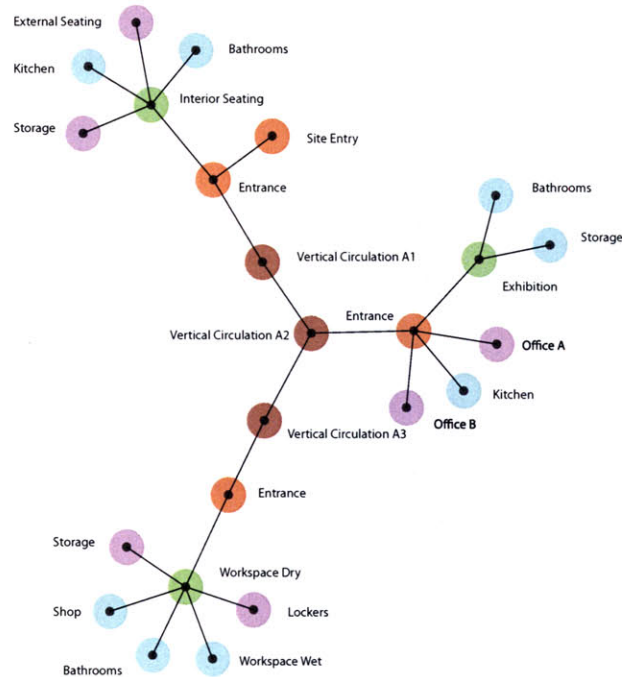 External Seating
Bathrooms
Kitchen
Interior Seating
Storage
Site Entry
Entrance
Bathrooms
Storage
Vertical Circulation A1
Exhibition
Entrance
Vertical Circulation A2
Office A
Kitchen
Office B
Vertical Circulation A3
Entrance
Storage
Workspace Dry
Shop
Lockers
Bathrooms
Workspace Wet